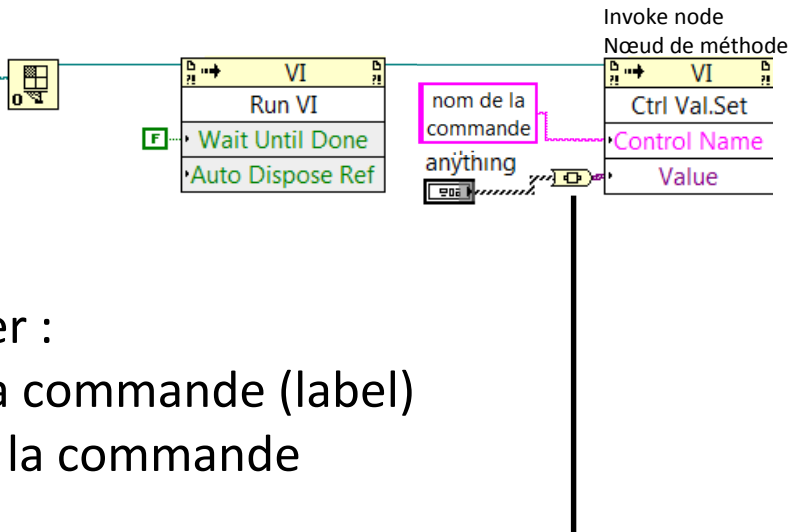 Invoke node
Nœud de méthode
VI
VI
Run VI
Ctrl Val.Set
nom de la
commande
F
Wait Until Done
Control Name
anything
Auto Dispose Ref
Value
0
er :
a commande (label)
la commande